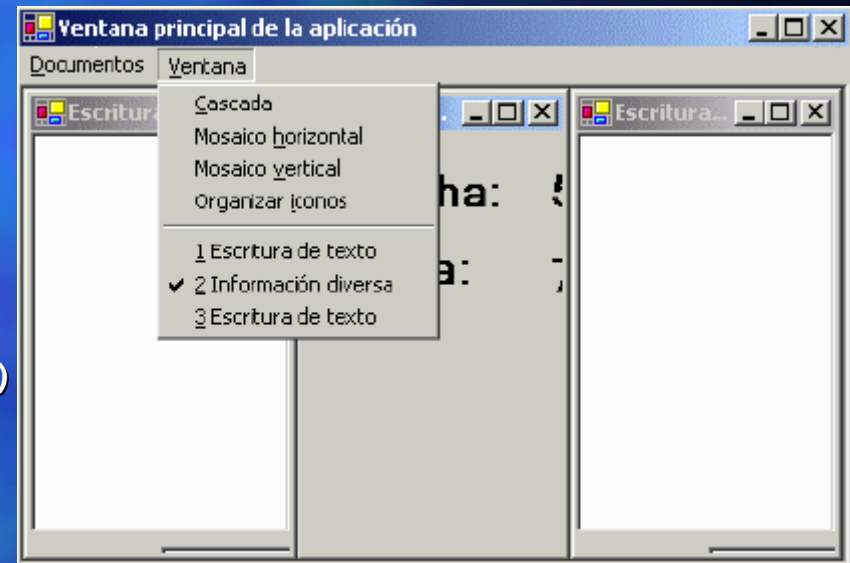 Ventana principal de la aplicación
Documentos Ventana
Cascada
Mosaico horizontal
Mosaico vertical
Organizar iconos
1 Escritura de texto
2 Información diversa
3 Escritura de texto
Escritura...
ha:
a:
)